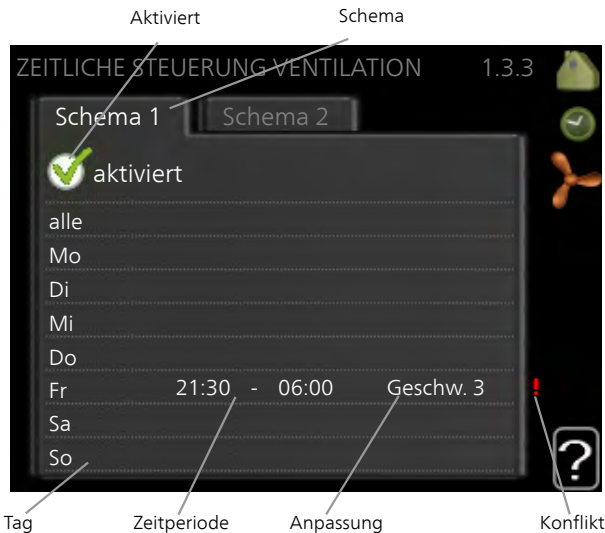 Aktiviert Schema
ZEITLICHE STEUERUNG VENTILATION 1.3.3
Schema 1 Schema 2
aktiviert
alle
Mo
Di
Mi
Do
Fr 21:30 - 06:00 Geschw. 3 !
Sa
So
?
Tag Zeitperiode Anpassung Konflikt